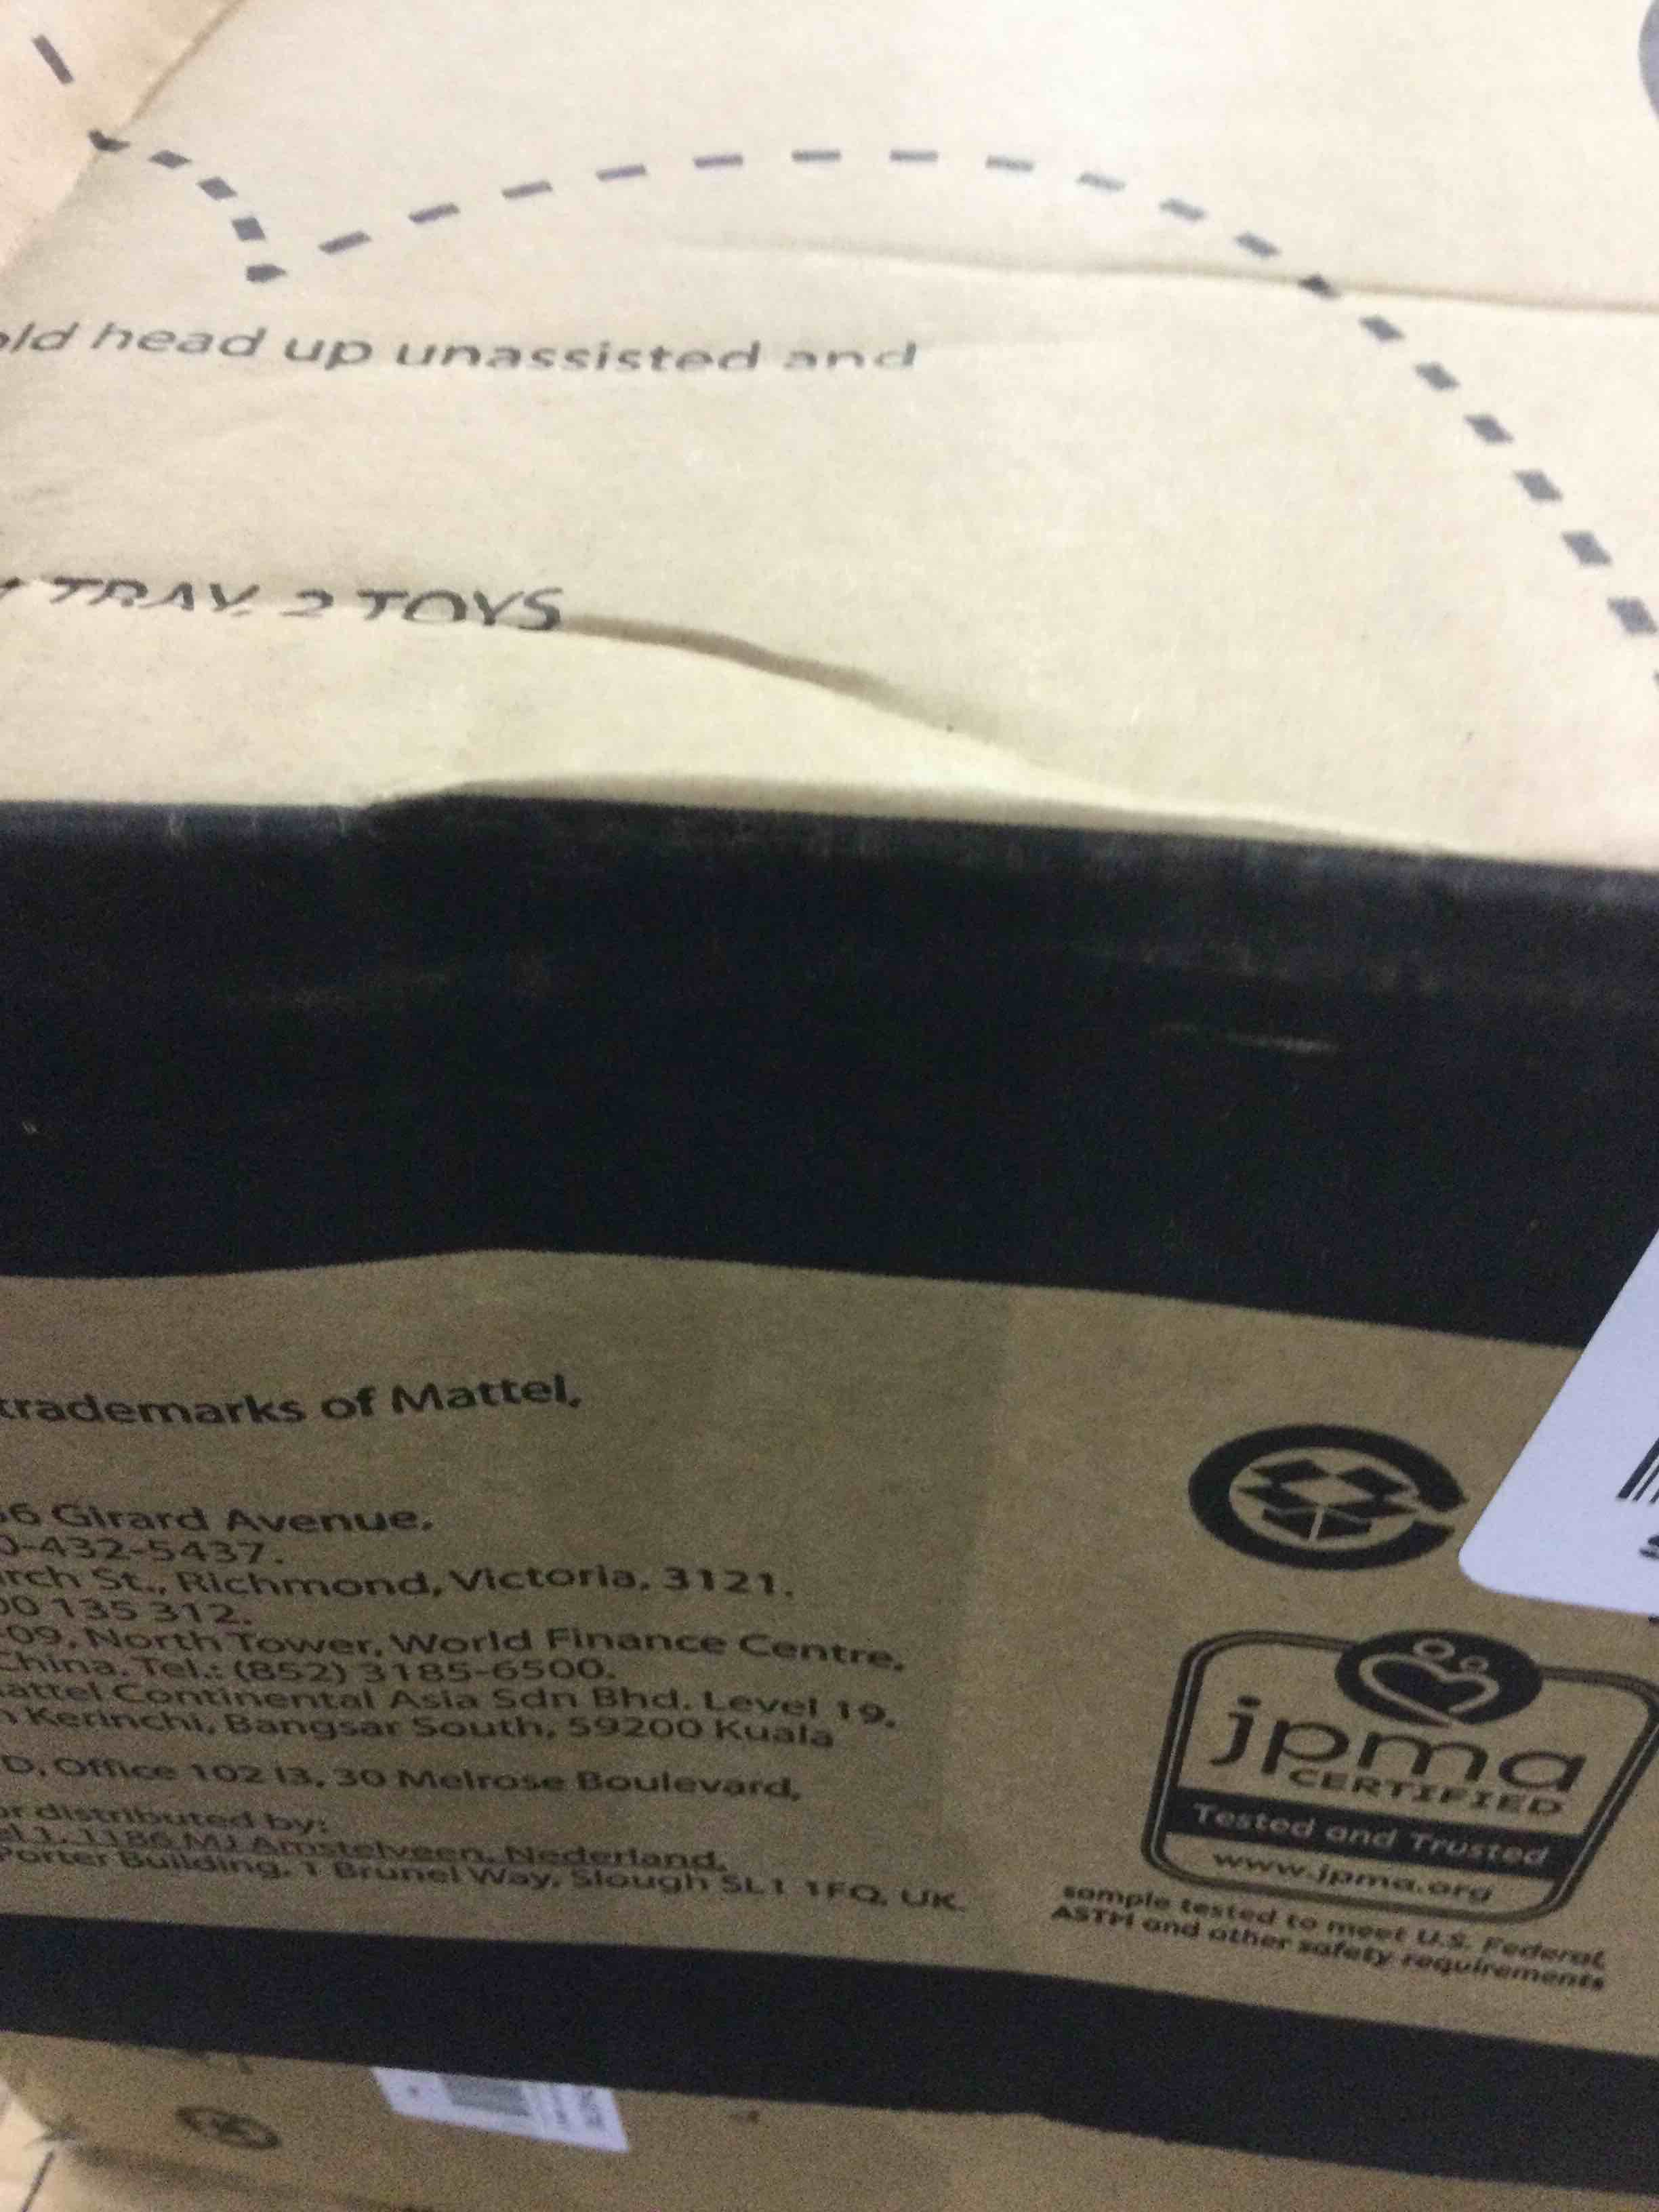 head up unassisted and
TRAY, 2 TOYS
trademarks of Mattel,
Girard Avenue,
-432-5437.
St., Richmond, Victoria, 3121.
135 312.
09, North Tower, World Finance Centre,
China. Tel.: (852) 3185-6500.
Continental Asia Sdn Bhd. Level 19,
Kerinchi, Bangsar South, 59200 Kuala
D, Office 102 I3, 30 Melrose Boulevard,
distributed by:
1, 1186 MJ Amstelveen, Nederland.
Porter Building, 1 Brunel Way, Slough SL1 1FQ, UK.
jpma
CERTIFIED
Tested and Trusted
www.jpma.org
sample tested to meet U.S. Federal,
ASTM and other safety requirements